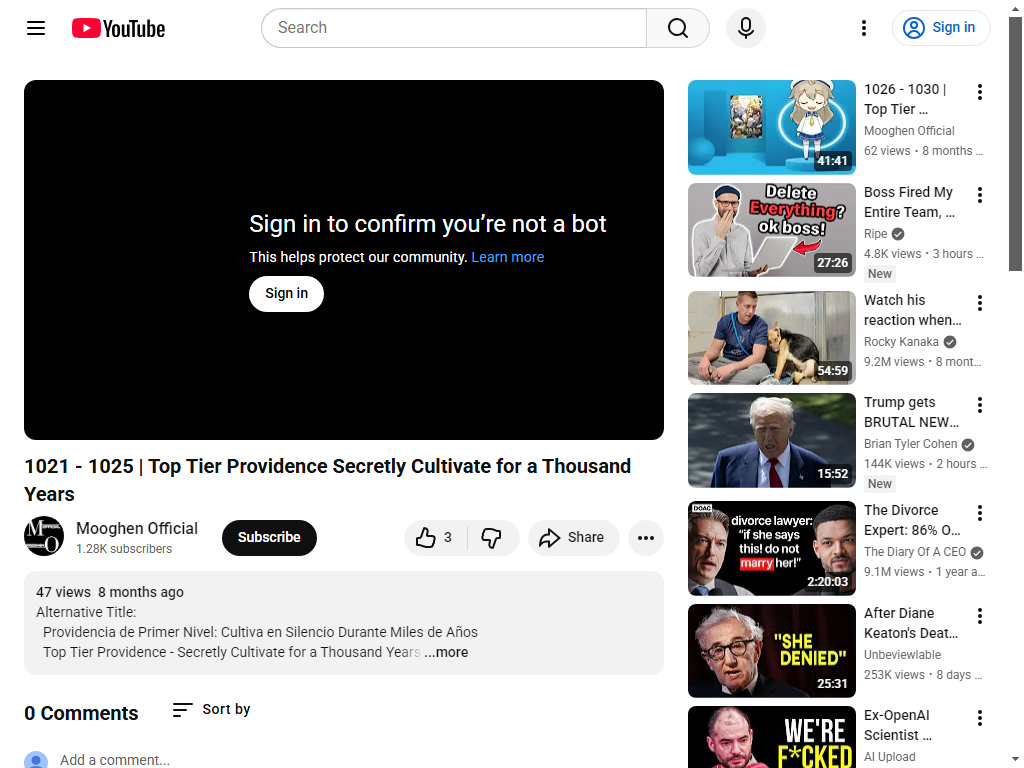 YouTube
Search
Sign in
Sign in to confirm you’re not a bot
This helps protect our community. Learn more
Sign in
1021 - 1025 | Top Tier Providence Secretly Cultivate for a Thousand
Years
Mooghen Official
1.28K subscribers
Subscribe
3
Share
47 views 8 months ago
Alternative Title:
Providencia de Primer Nivel: Cultiva en Silencio Durante Miles de Años
Top Tier Providence - Secretly Cultivate for a Thousand Years ...more
0 Comments
Sort by
Add a comment...
41:41
1026 - 1030 |
Top Tier ...
Mooghen Official
62 views • 8 months ...
Delete
Everything?
ok boss!
27:26
Boss Fired My
Entire Team, ...
Ripe
4.8K views • 3 hours ...
New
54:59
Watch his
reaction when...
Rocky Kanaka
9.2M views • 8 mont...
15:52
Trump gets
BRUTAL NEW...
Brian Tyler Cohen
144K views • 2 hours ...
New
DOAC
divorce lawyer:
"if she says
this! do not
marry her!"
2:20:03
The Divorce
Expert: 86% O...
The Diary Of A CEO
9.1M views • 1 year a...
"SHE
DENIED"
25:31
After Diane
Keaton's Deat...
Unbeviewlable
253K views • 8 days ...
WE'RE
F*CKED
Ex-OpenAI
Scientist ...
AI Upload